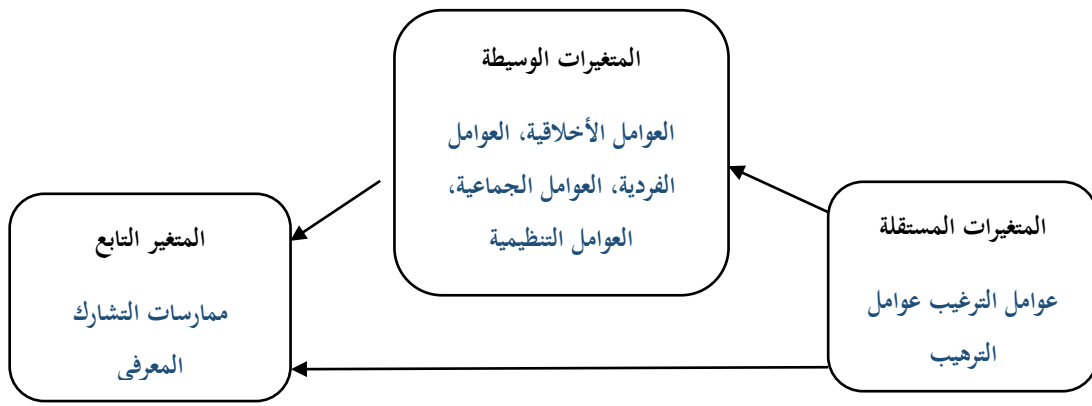 المتغيرات الوسيطة
العوامل الأخلاقية، العوامل
الفردية، العوامل الجماعية،
العوامل التنظيمية
المتغيرات المستقلة
عوامل الترغيب عوامل
الترهيب
المتغير التابع
ممارسات التشارك
المعرفي